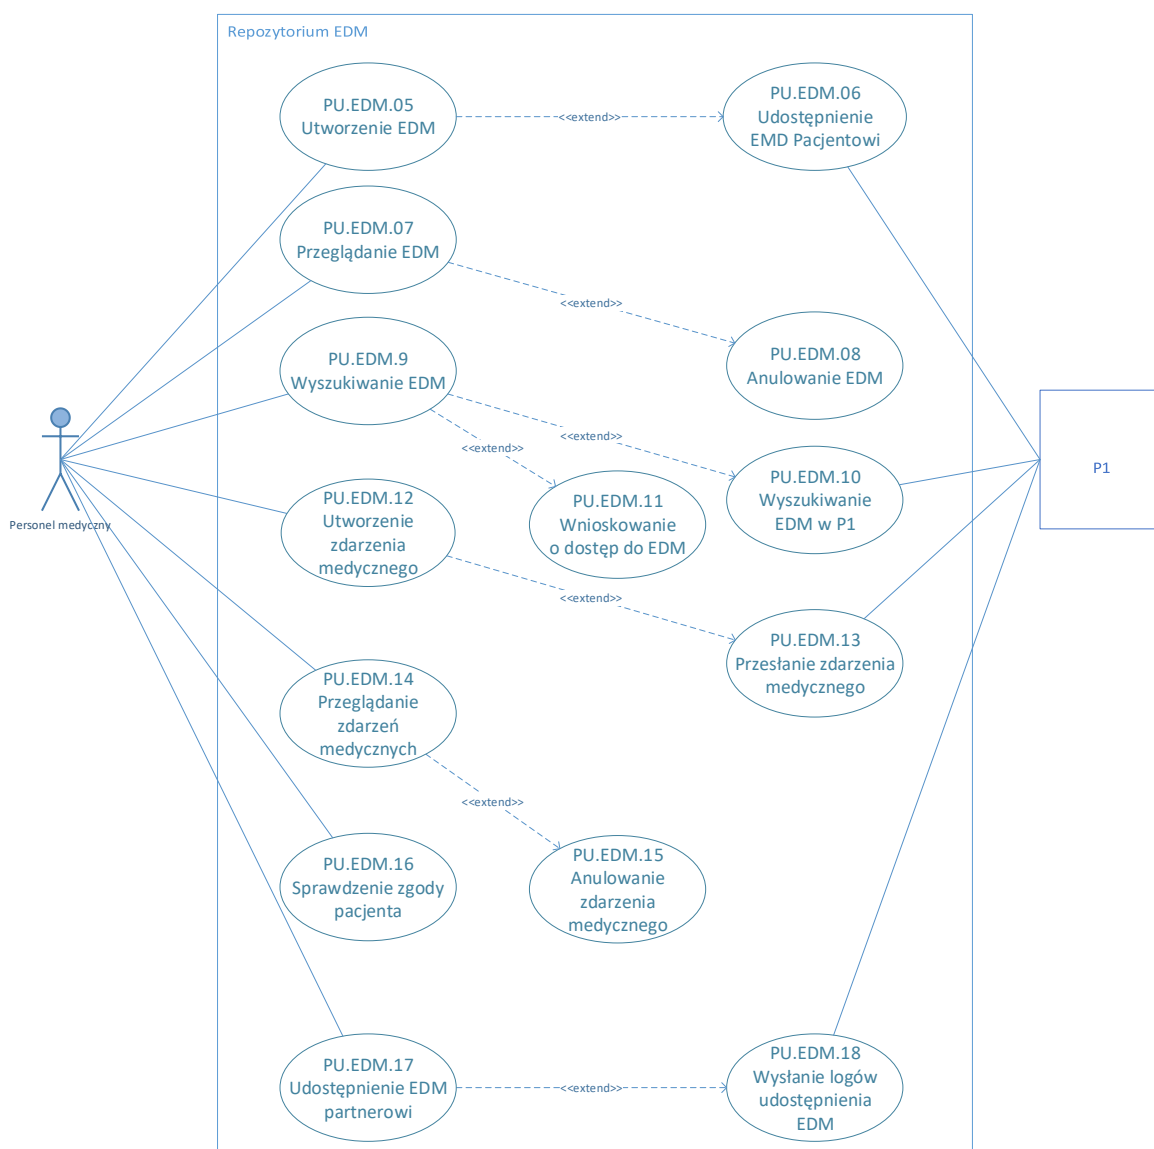 Repozytorium EDM
PU.EDM.05
Utworzenie EDM
<<extend>>
PU.EDM.06
Udostępnienie
EMD Pacjentowi
PU.EDM.07
Przeglądanie EDM
<<extend>>
PU.EDM.08
Anulowanie EDM
PU.EDM.9
Wyszukiwanie EDM
<<extend>>
<<extend>>
PU.EDM.10
Wyszukiwanie
EDM w P1
PU.EDM.11
Wnioskowanie
o dostęp do EDM
P1
Personel medyczny
PU.EDM.12
Utworzenie
zdarzenia
medycznego
<<extend>>
PU.EDM.13
Przesłanie zdarzenia
medycznego
PU.EDM.14
Przeglądanie
zdarzeń
medycznych
<<extend>>
PU.EDM.15
Anulowanie
zdarzenia
medycznego
PU.EDM.16
Sprawdzenie zgody
pacjenta
PU.EDM.17
Udostępnienie EDM
partnerowi
<<extend>>
PU.EDM.18
Wysłanie logów
udostępnienia
EDM